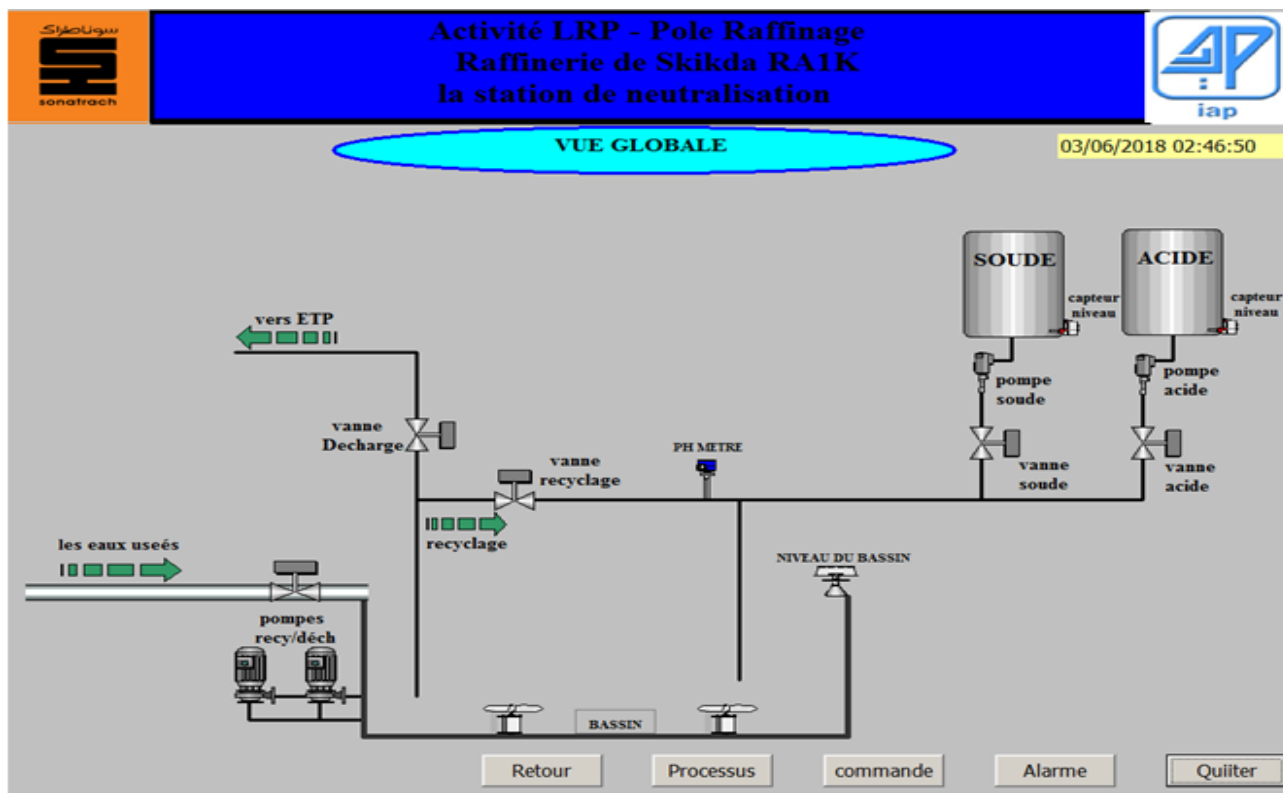 سوناطراك
sonatrach
Activité LRP - Pole Raffinage
Raffinerie de Skikda RA1K
la station de neutralisation
iap
VUE GLOBALE
03/06/2018 02:46:50
SOUDE
ACIDE
capteur
niveau
capteur
niveau
vers ETP
pompe
soude
pompe
acide
vanne
Decharge
vanne
recyclage
PH METRE
vanne
soude
vanne
acide
recyclage
les eaux useés
NIVEAU DU BASSIN
pompes
recy/déch
BASSIN
Retour
Processus
commande
Alarme
Quiiter